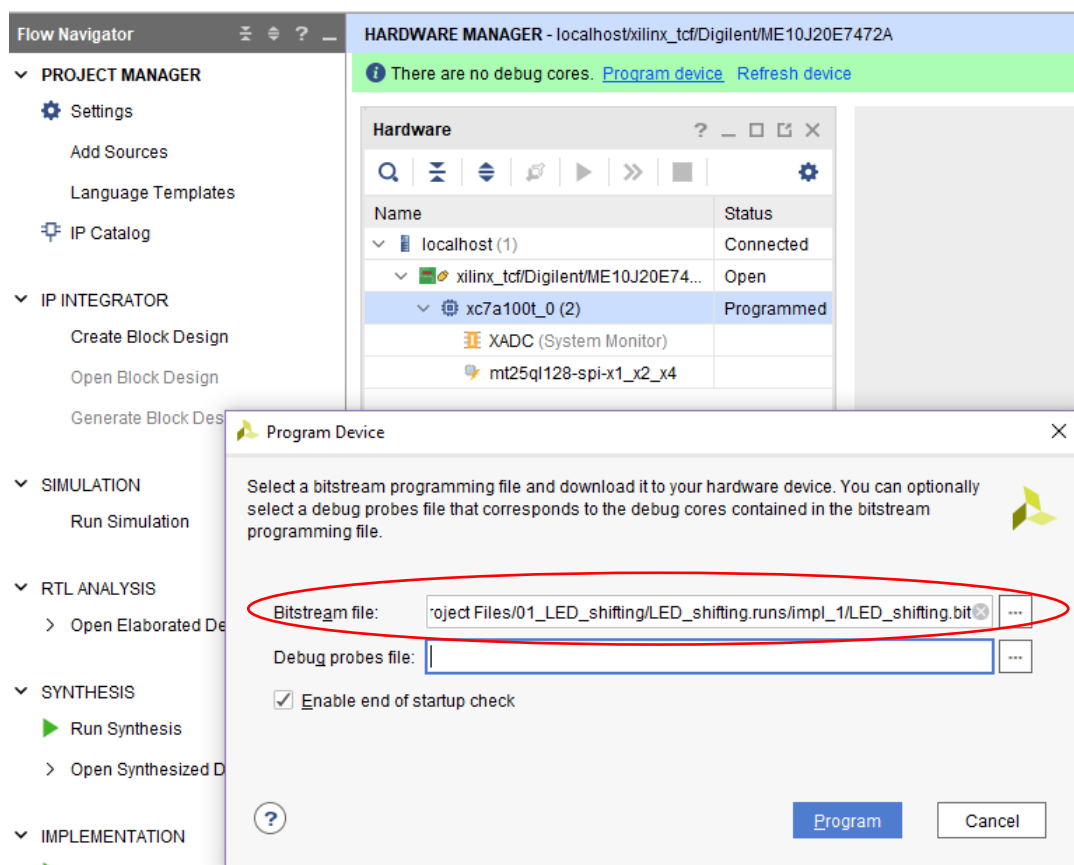 Flow Navigator ? _
HARDWARE MANAGER - localhost/xilinx_tcf/Digilent/ME10J20E7472A
PROJECT MANAGER
There are no debug cores. Program device Refresh device
Settings
Add Sources
Language Templates
IP Catalog
Hardware ? _
Name Status
localhost (1) Connected
xilinx_tcf/Digilent/ME10J20E74... Open
xc7a100t_0 (2) Programmed
XADC (System Monitor)
mt25ql128-spi-x1_x2_x4
IP INTEGRATOR
Create Block Design
Open Block Design
Generate Block Des
SIMULATION
Run Simulation
RTL ANALYSIS
Open Elaborated De
SYNTHESIS
Run Synthesis
Open Synthesized D
IMPLEMENTATION
Program Device
Select a bitstream programming file and download it to your hardware device. You can optionally
select a debug probes file that corresponds to the debug cores contained in the bitstream
programming file.
Bitstream file: roject Files/01_LED_shifting/LED_shifting.runs/impl_1/LED_shifting.bit ...
Debug probes file: ...
Enable end of startup check
? Program Cancel